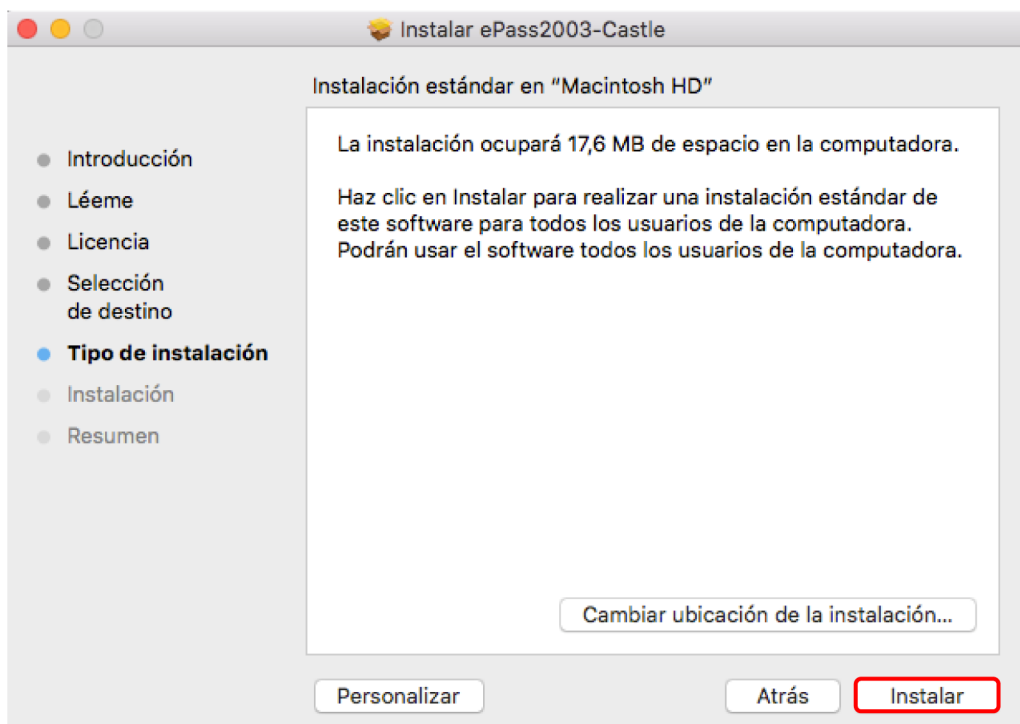 Instalar ePass2003-Castle
Instalación estándar en “Macintosh HD”
Introducción
Léeme
Licencia
Selección
de destino
Tipo de instalación
Instalación
Resumen
La instalación ocupará 17,6 MB de espacio en la computadora.
Haz clic en Instalar para realizar una instalación estándar de
este software para todos los usuarios de la computadora.
Podrán usar el software todos los usuarios de la computadora.
Cambiar ubicación de la instalación...
Personalizar
Atrás
Instalar